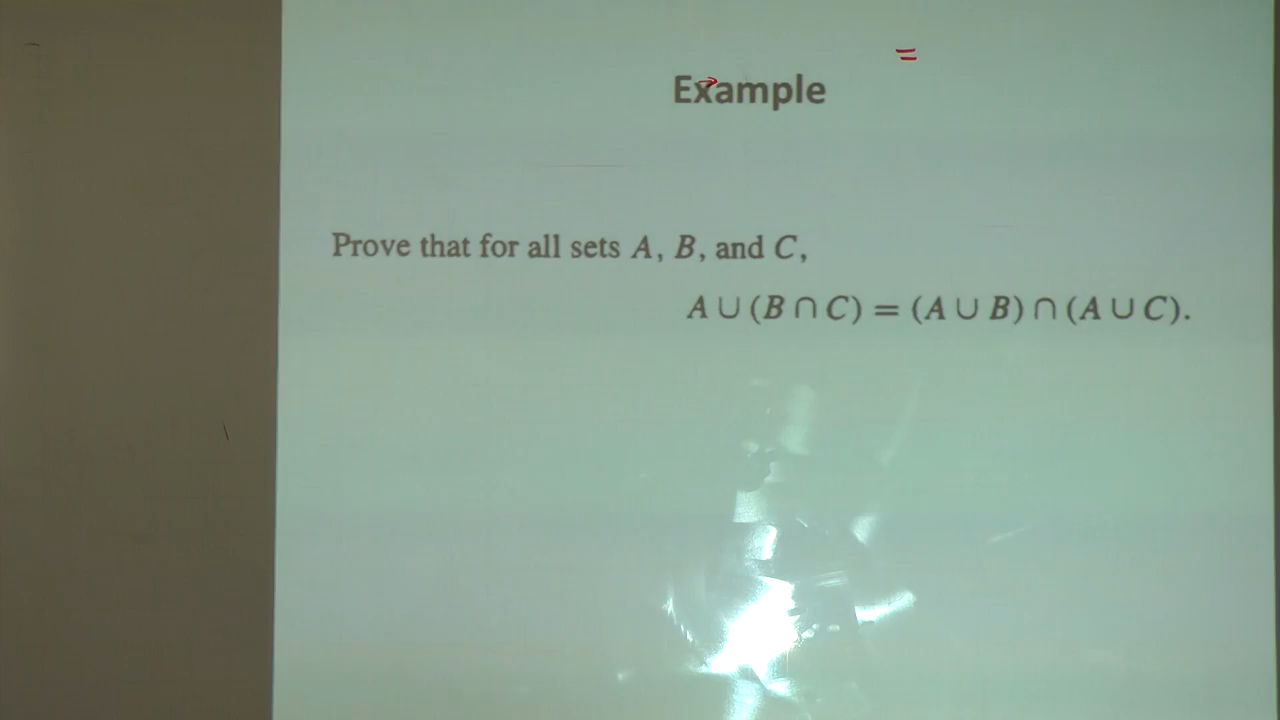 =
Example
Prove that for all sets A, B, and C,
A ∪ (B ∩ C) = (A ∪ B) ∩ (A ∪ C).